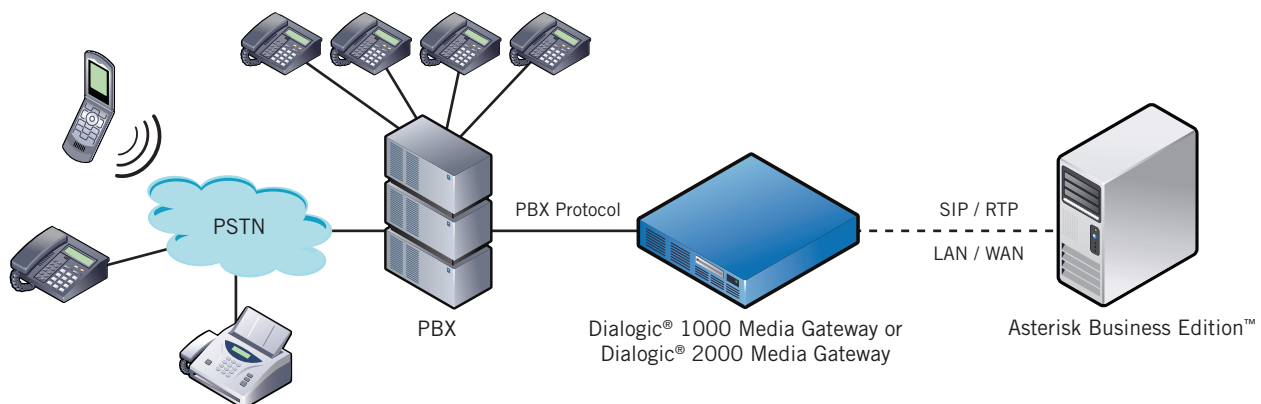 PSTN
PBX
PBX Protocol
Dialogic® 1000 Media Gateway or
Dialogic® 2000 Media Gateway
SIP / RTP
LAN / WAN
Asterisk Business Edition™